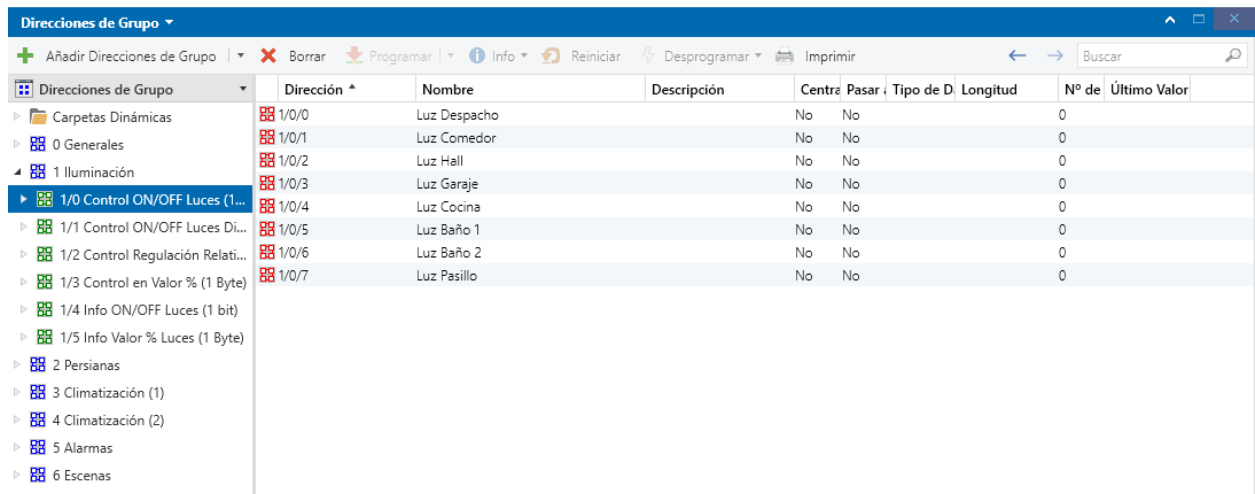 Direcciones de Grupo
Añadir Direcciones de Grupo Borrar Programar Info Reiniciar Desprogramar Imprimir Buscar
Direcciones de Grupo
Carpetas Dinámicas
0 Generales
1 Iluminación
1/0 Control ON/OFF Luces (1...
1/1 Control ON/OFF Luces Di...
1/2 Control Regulación Relati...
1/3 Control en Valor % (1 Byte)
1/4 Info ON/OFF Luces (1 bit)
1/5 Info Valor % Luces (1 Byte)
2 Persianas
3 Climatización (1)
4 Climatización (2)
5 Alarmas
6 Escenas
Dirección Nombre Descripción Centra Pasar a Tipo de D Longitud Nº de Último Valor
1/0/0 Luz Despacho No No 0
1/0/1 Luz Comedor No No 0
1/0/2 Luz Hall No No 0
1/0/3 Luz Garaje No No 0
1/0/4 Luz Cocina No No 0
1/0/5 Luz Baño 1 No No 0
1/0/6 Luz Baño 2 No No 0
1/0/7 Luz Pasillo No No 0